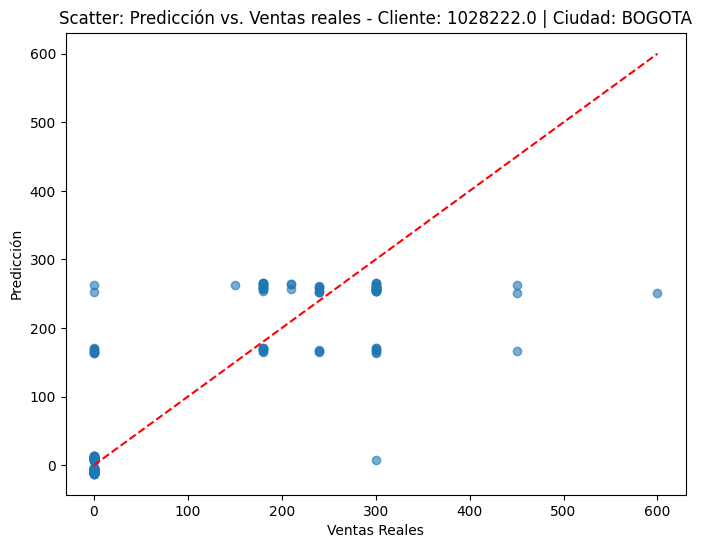 Scatter: Predicción vs. Ventas reales - Cliente: 1028222.0 | Ciudad: BOGOTA
600
500
400
300
200
100
0
Predicción
0 100 200 300 400 500 600
Ventas Reales